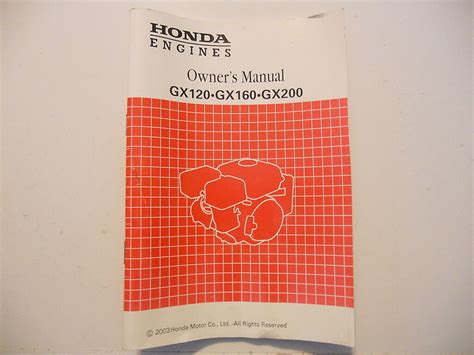 HONDA
ENGINES
Owner's Manual
GX120•GX160•GX200
© 2003 Honda Motor Co., Ltd. -All Rights Reserved